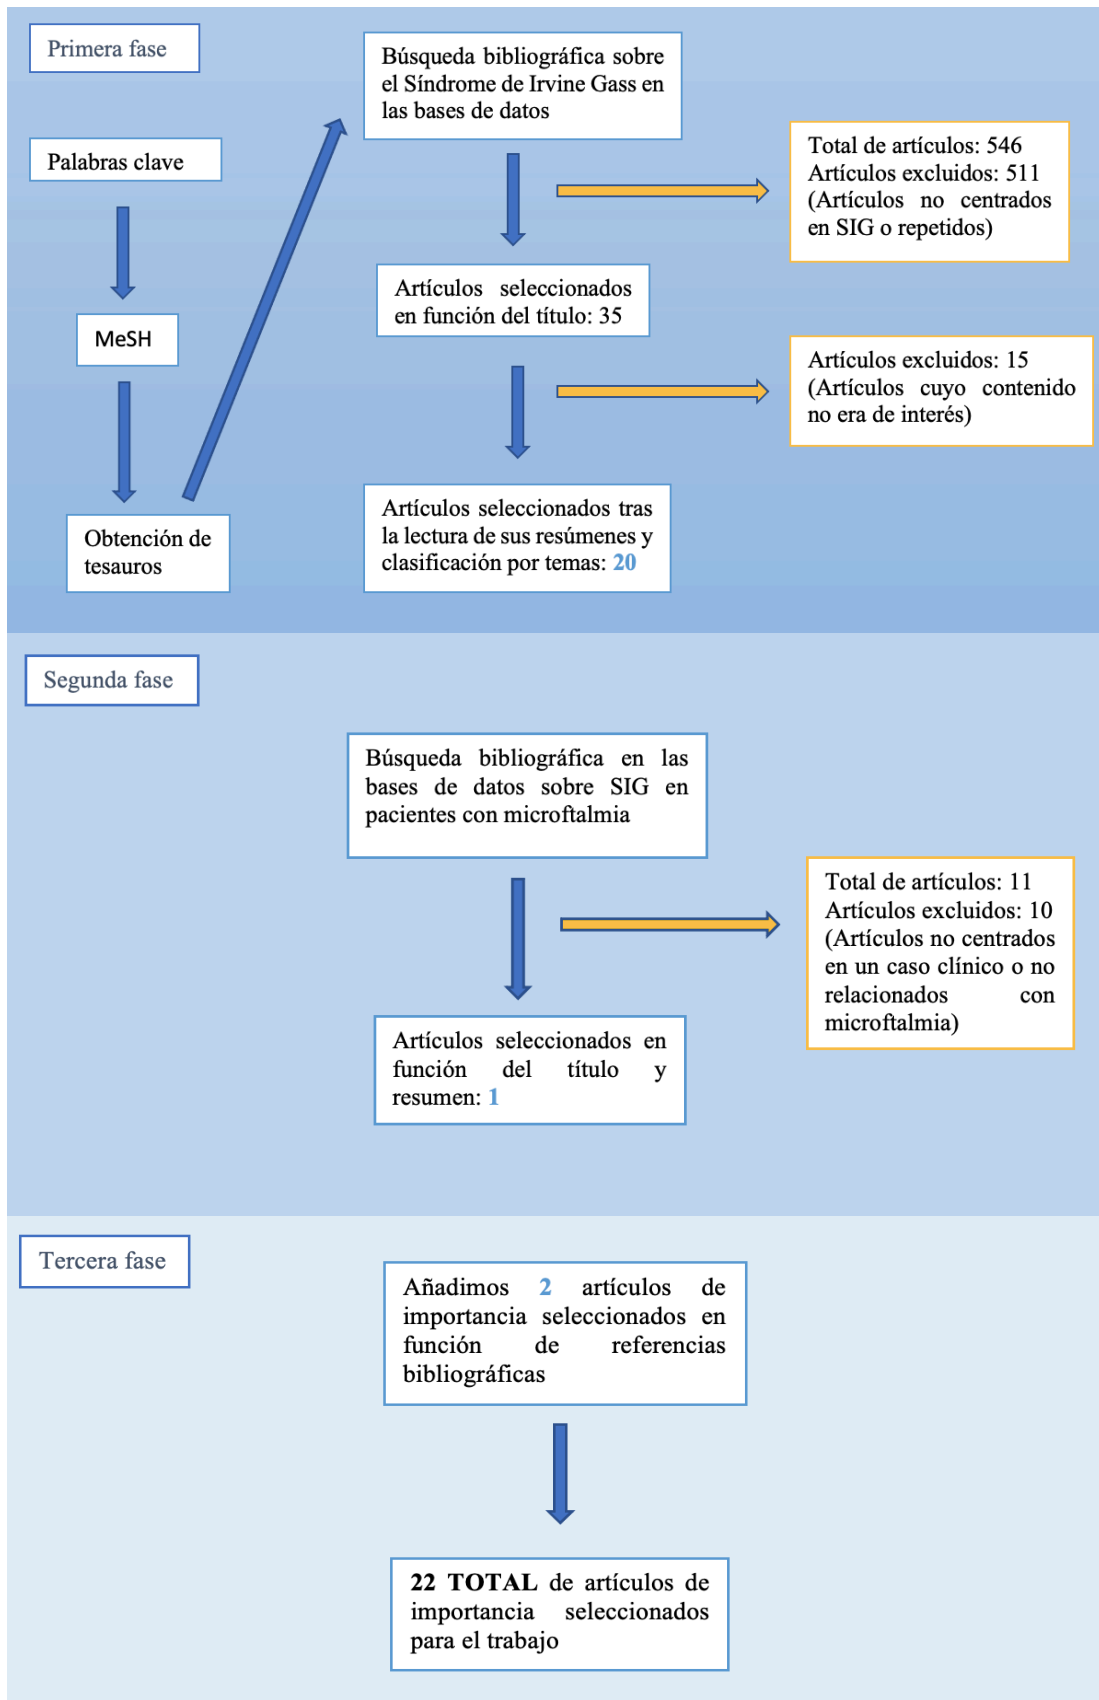 Primera fase
Palabras clave
MeSH
Obtención de
tesauros
Búsqueda bibliográfica sobre
el Síndrome de Irvine Gass en
las bases de datos
Total de artículos: 546
Artículos excluidos: 511
(Artículos no centrados
en SIG o repetidos)
Artículos seleccionados
en función del título: 35
Artículos excluidos: 15
(Artículos cuyo contenido
no era de interés)
Artículos seleccionados tras
la lectura de sus resúmenes y
clasificación por temas: 20
Segunda fase
Búsqueda bibliográfica en las
bases de datos sobre SIG en
pacientes con microftalmia
Total de artículos: 11
Artículos excluidos: 10
(Artículos no centrados
en un caso clínico o no
relacionados con
microftalmia)
Artículos seleccionados en
función del título y
resumen: 1
Tercera fase
Añadimos 2 artículos de
importancia seleccionados en
función de referencias
bibliográficas
22 TOTAL de artículos de
importancia seleccionados
para el trabajo